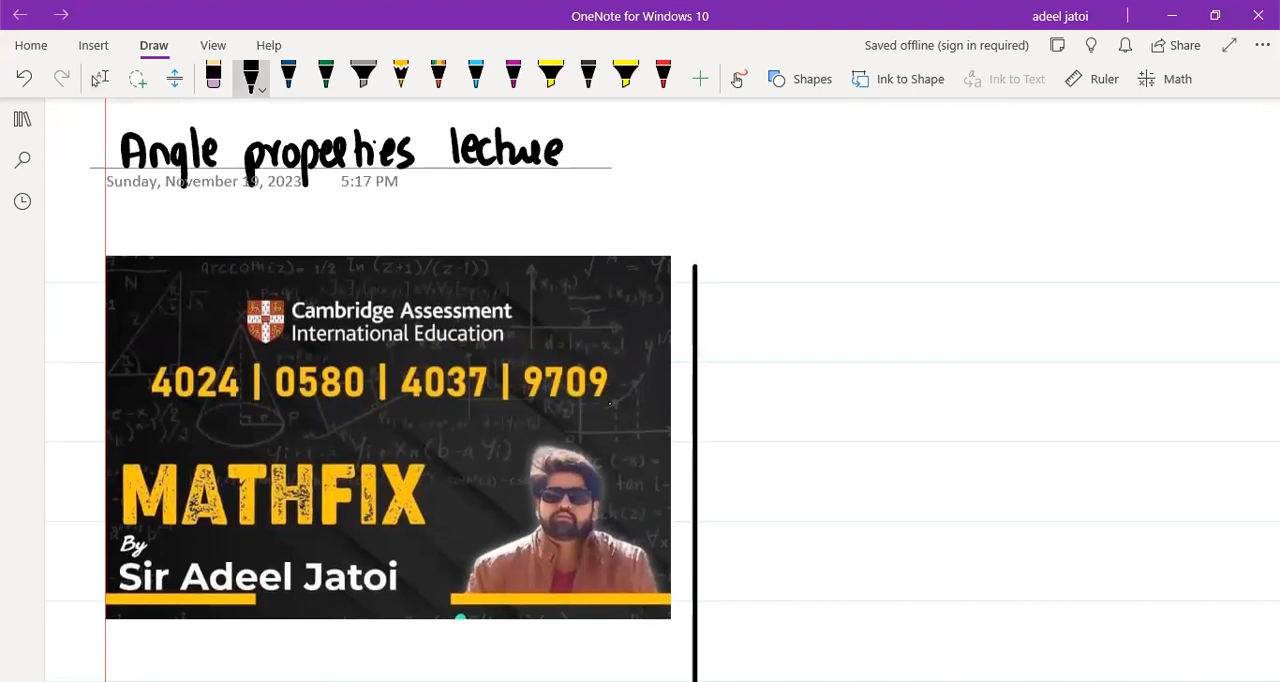 OneNote for Windows 10
adeel jatoi
Home Insert Draw View Help
Saved offline (sign in required) Share
Ink to Shape Ink to Text Ruler Math
Shapes
Angle properties lecture
Sunday, November 19, 2023 5:17 PM
Cambridge Assessment
International Education
4024 | 0580 | 4037 | 9709
MATHFIX
By
Sir Adeel Jatoi